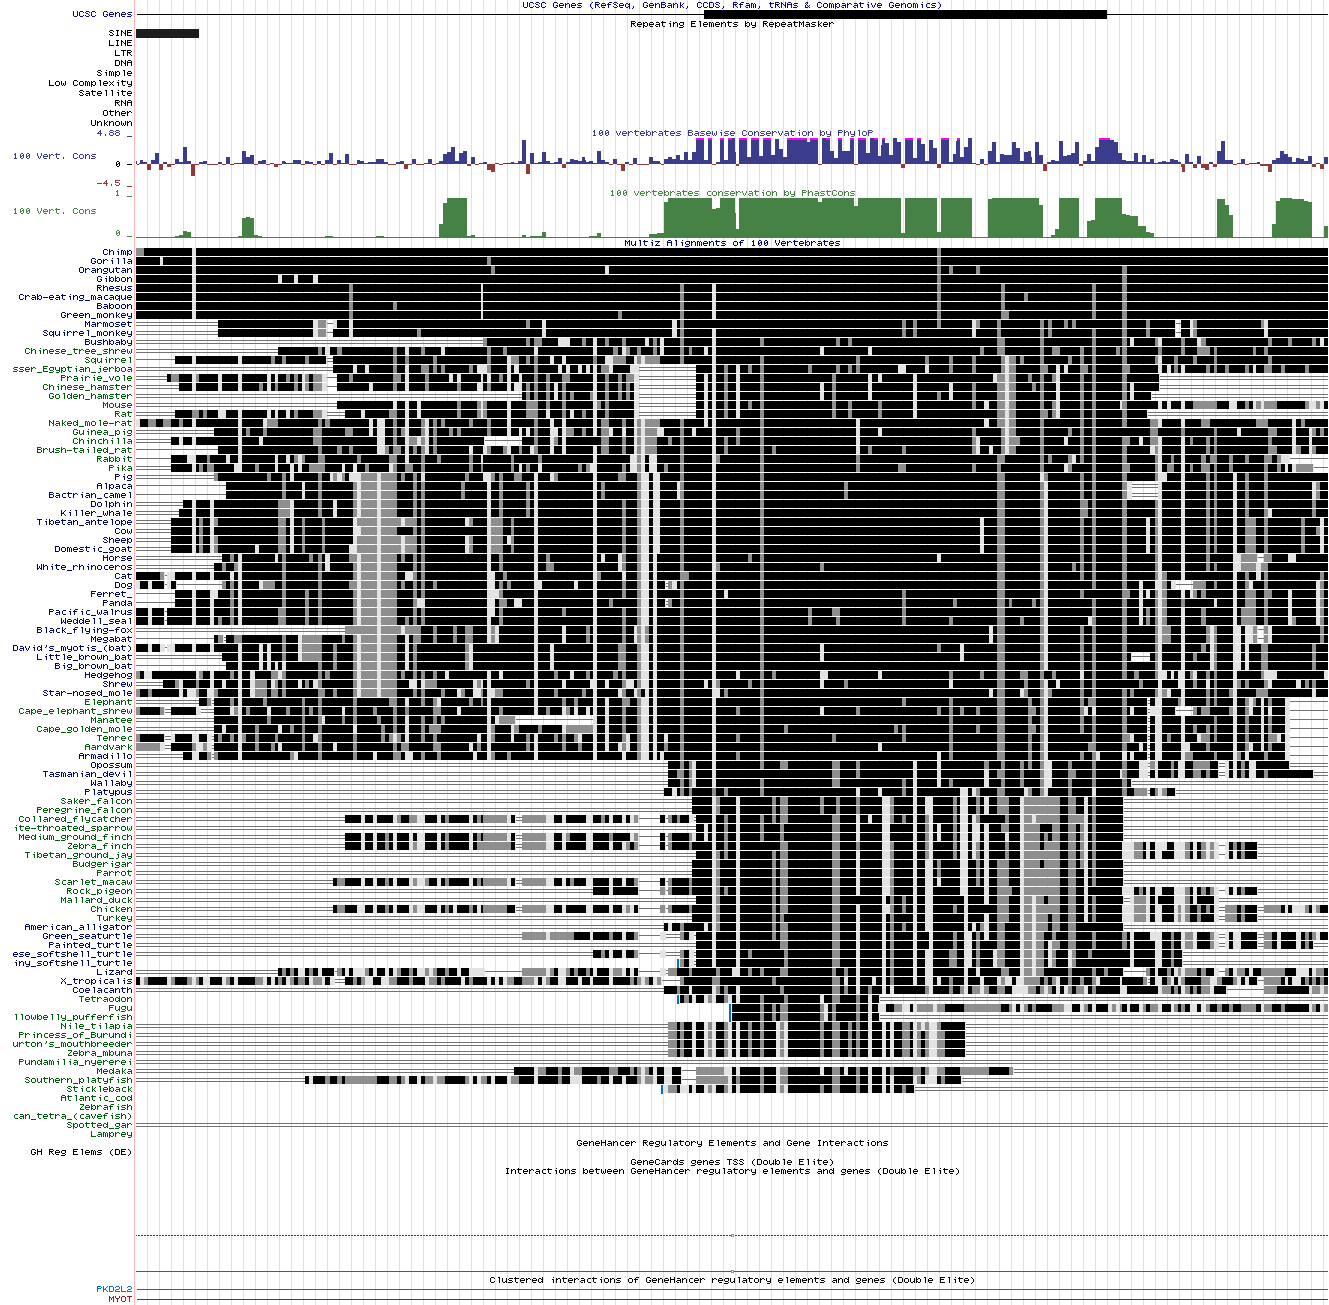 UCSC Genes (RefSeq, GenBank, CCDS, Rfam, tRNAs & Comparative Genomics)
UCSC Genes
Repeating Elements by RepeatMasker
SINE
LINE
LTR
DNA
Simple
Low Complexity
Satellite
RNA
Other
Unknown
4.88 _
100 vertebrates Basewise Conservation by PhyloP
100 Vert. Cons
0 _
-4.5 _
1 _
100 vertebrates conservation by PhastCons
100 Vert. Cons
0 _
Multiz Alignments of 100 Vertebrates
Chimp
Gorilla
Orangutan
Gibbon
Rhesus
Crab-eating_macaque
Baboon
Green_monkey
Marmoset
Squirrel_monkey
Bushbaby
Chinese_tree_shrew
Squirrel
sser_Egyptian_jerboa
Prairie_vole
Chinese_hamster
Golden_hamster
Mouse
Rat
Naked_mole-rat
Guinea_pig
Chinchilla
Brush-tailed_rat
Rabbit
Pika
Pig
Alpaca
Bactrian_camel
Dolphin
Killer_whale
Tibetan_antelope
Cow
Sheep
Domestic_goat
Horse
White_rhinoceros
Cat
Dog
Ferret_
Panda
Pacific_walrus
Weddell_seal
Black_flying-fox
Megabat
David's_myotis_(bat)
Little_brown_bat
Big_brown_bat
Hedgehog
Shrew
Star-nosed_mole
Elephant
Cape_elephant_shrew
Manatee
Cape_golden_mole
Tenrec
Aardvark
Armadillo
Opossum
Tasmanian_devil
Wallaby
Platypus
Saker_falcon
Peregrine_falcon
Collared_flycatcher
ite-throated_sparrow
Medium_ground_finch
Zebra_finch
Tibetan_ground_jay
Budgerigar
Parrot
Scarlet_macaw
Rock_pigeon
Mallard_duck
Chicken
Turkey
American_alligator
Green_seaturtle
Painted_turtle
ese_softshell_turtle
iny_softshell_turtle
Lizard
X_tropicalis
Coelacanth
Tetraodon
Fugu
llowbelly_pufferfish
Nile_tilapia
Princess_of_Burundi
urton's_mouthbreeder
Zebra_mbuna
Pundamilia_nyererei
Medaka
Southern_platyfish
Stickleback
Atlantic_cod
Zebrafish
can_tetra_(cavefish)
Spotted_gar
Lamprey
GeneHancer Regulatory Elements and Gene Interactions
GH Reg Elems (DE)
GeneCards genes TSS (Double Elite)
Interactions between GeneHancer regulatory elements and genes (Double Elite)
Clustered interactions of GeneHancer regulatory elements and genes (Double Elite)
PKD2L2
MYOT